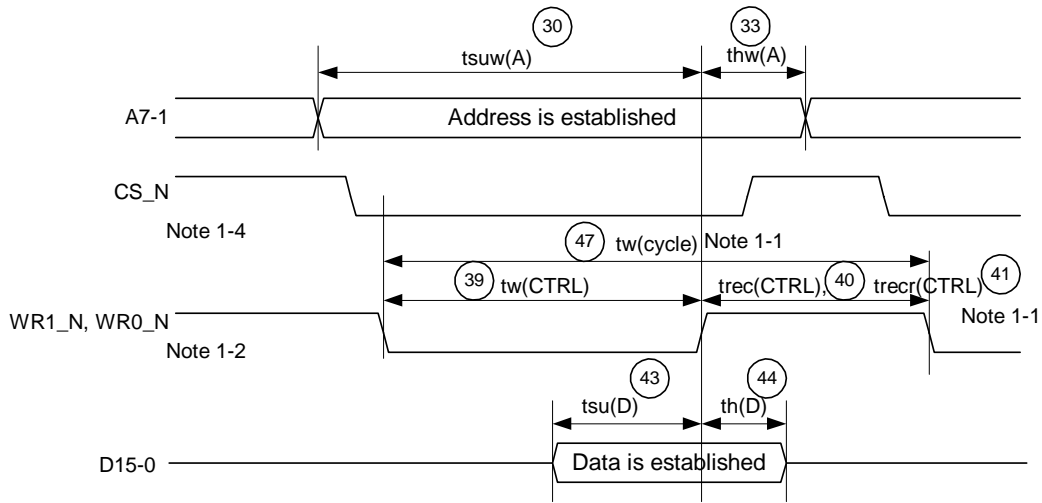 30 33
tsuw(A) thw(A)
A7-1 Address is established
CS_N
Note 1-4
47 tw(cycle) Note 1-1
39 tw(CTRL) trec(CTRL), 40 trecr(CTRL) 41
WR1_N, WR0_N Note 1-1
Note 1-2
43 44
tsu(D) th(D)
D15-0 Data is established